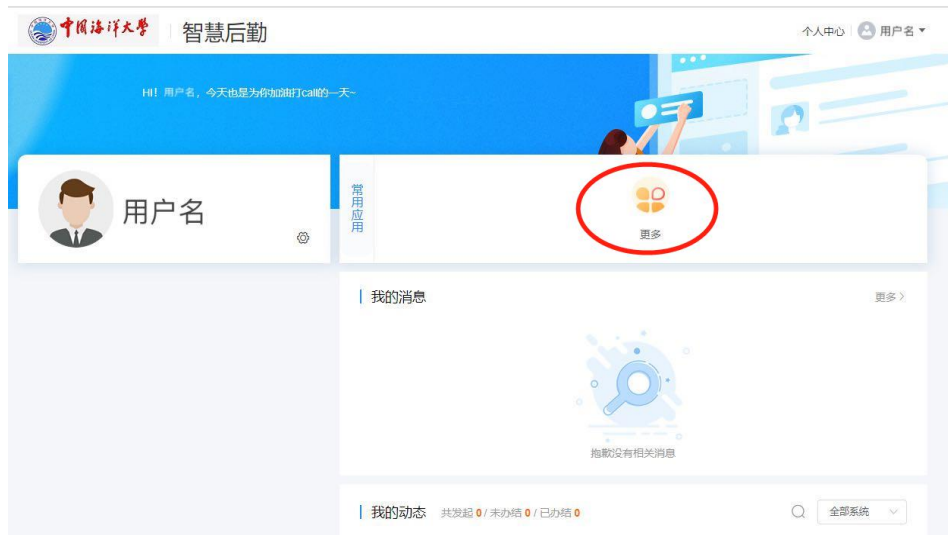 中国海洋大学 智慧后勤 个人中心 用户名
HI！用户名，今天也是为你加油打call的一天~
用户名
常用应用
更多
我的消息 更多
抱歉没有相关消息
我的动态 共发起 0 / 未办结 0 / 已办结 0 全部系统